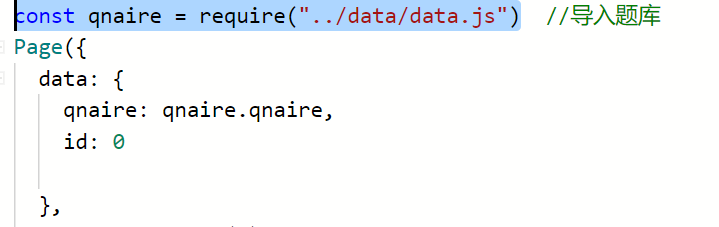 const qnaire = require("../data/data.js")  //导入题库
Page({
  data: {
    qnaire: qnaire.qnaire,
    id: 0
  },